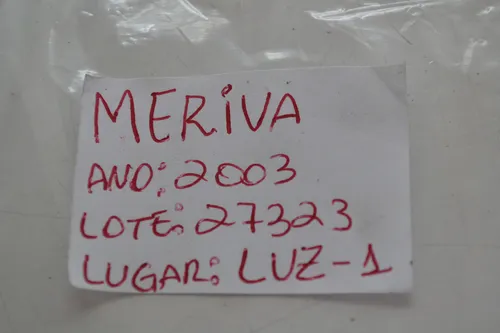 MERiVA
ANO: 2003
LOTE: 27323
LUGAR: LUZ-1